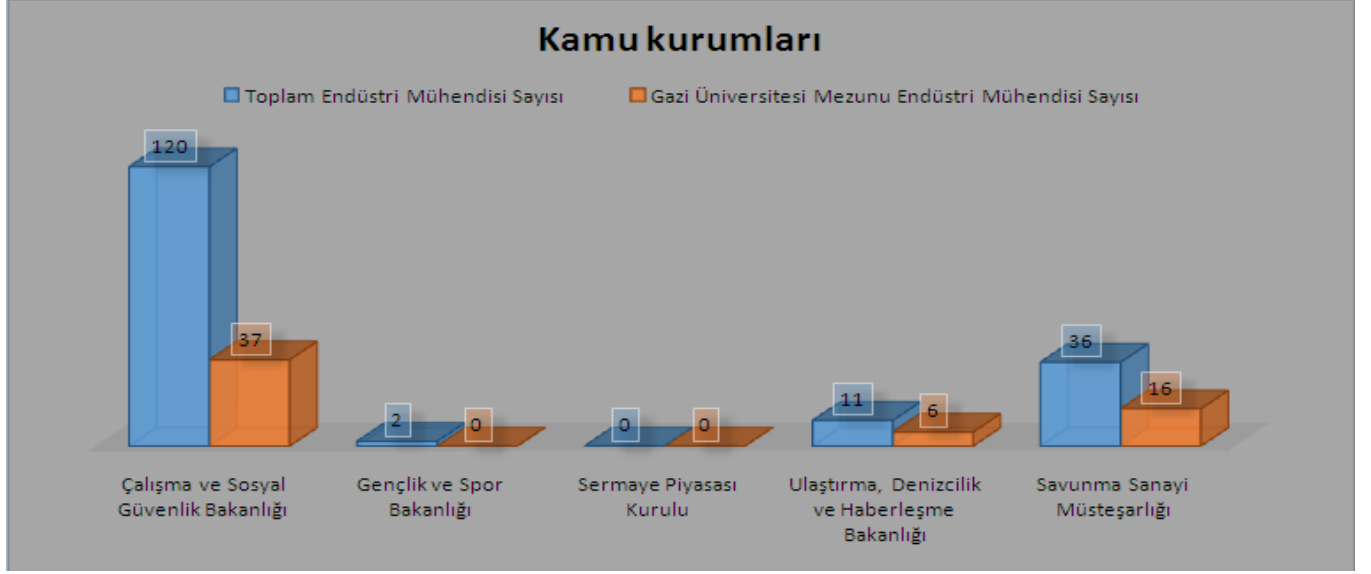 Kamu kurumları
Toplam Endüstri Mühendisi Sayısı
Gazi Üniversitesi Mezunu Endüstri Mühendisi Sayısı
120
37
2
0
0
0
11
6
36
16
Çalışma ve Sosyal
Güvenlik Bakanlığı
Gençlik ve Spor
Bakanlığı
Sermaye Piyasası
Kurulu
Ulaştırma, Denizcilik
ve Haberleşme
Bakanlığı
Savunma Sanayi
Müsteşarlığı